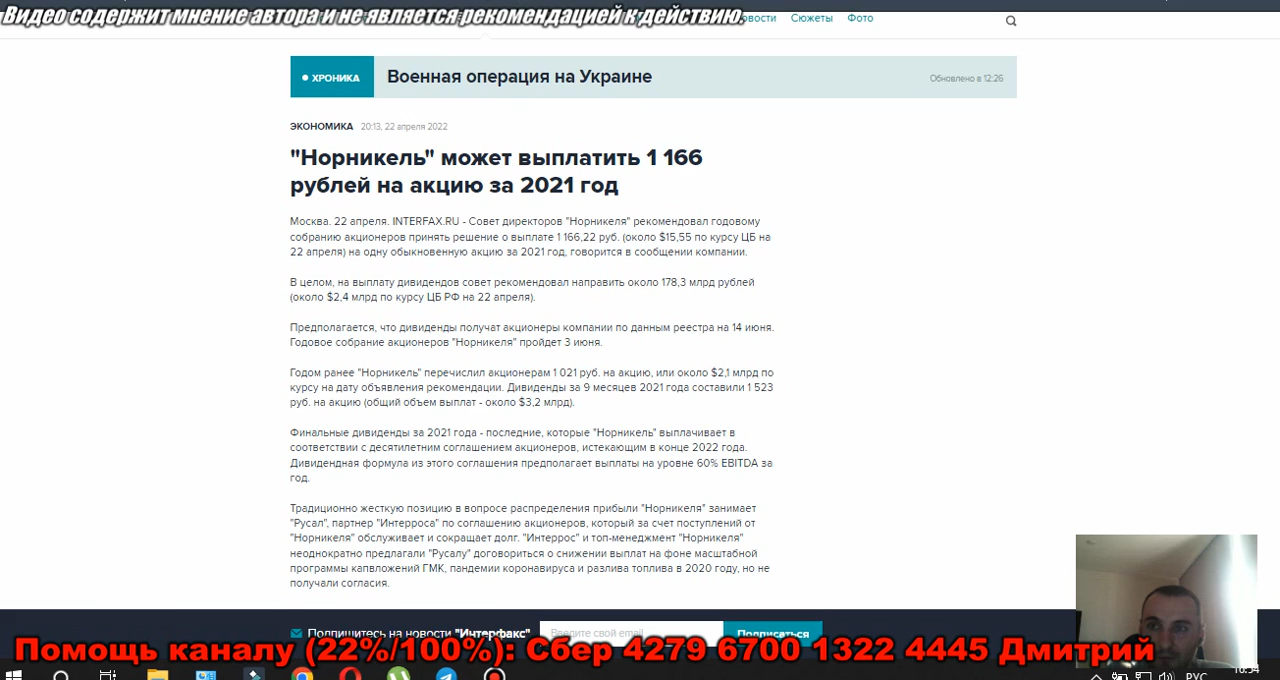 Видео содержит мнение автора и не является рекомендацией к действию.
овости Сюжеты Фото
ХРОНИКА Военная операция на Украине Обновлено в 12:26
ЭКОНОМИКА 20:13, 22 апреля 2022
"Норникель" может выплатить 1 166
рублей на акцию за 2021 год
Москва. 22 апреля. INTERFAX.RU - Совет директоров "Норникеля" рекомендовал годовому
собранию акционеров принять решение о выплате 1 166,22 руб. (около $15,55 по курсу ЦБ на
22 апреля) на одну обыкновенную акцию за 2021 год, говорится в сообщении компании.
В целом, на выплату дивидендов совет рекомендовал направить около 178,3 млрд рублей
(около $2,4 млрд по курсу ЦБ РФ на 22 апреля).
Предполагается, что дивиденды получат акционеры компании по данным реестра на 14 июня.
Годовое собрание акционеров "Норникеля" пройдет 3 июня.
Годом ранее "Норникель" перечислил акционерам 1 021 руб. на акцию, или около $2,1 млрд по
курсу на дату объявления рекомендации. Дивиденды за 9 месяцев 2021 года составили 1 523
руб. на акцию (общий объем выплат - около $3,2 млрд).
Финальные дивиденды за 2021 года - последние, которые "Норникель" выплачивает в
соответствии с десятилетним соглашением акционеров, истекающим в конце 2022 года.
Дивидендная формула из этого соглашения предполагает выплаты на уровне 60% EBITDA за
год.
Традиционно жесткую позицию в вопросе распределения прибыли "Норникеля" занимает
"Русал", партнер "Интерроса" по соглашению акционеров, который за счет поступлений от
"Норникеля" обслуживает и сокращает долг. "Интеррос" и топ-менеджмент "Норникеля"
неоднократно предлагали "Русалу" договориться о снижении выплат на фоне масштабной
программы капвложений ГМК, пандемии коронавируса и разлива топлива в 2020 году, но не
получали согласия.
Подпишитесь на новости "Интерфакс" Введите свой email Подписаться
Помощь каналу (22%/100%): Сбер 4279 6700 1322 4445 Дмитрий
РУС